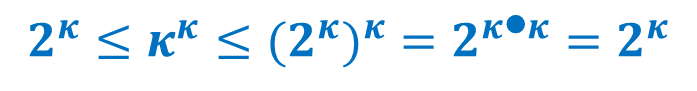 2^κ ≤ κ^κ ≤ (2^κ)^κ = 2^{κ●κ} = 2^κ